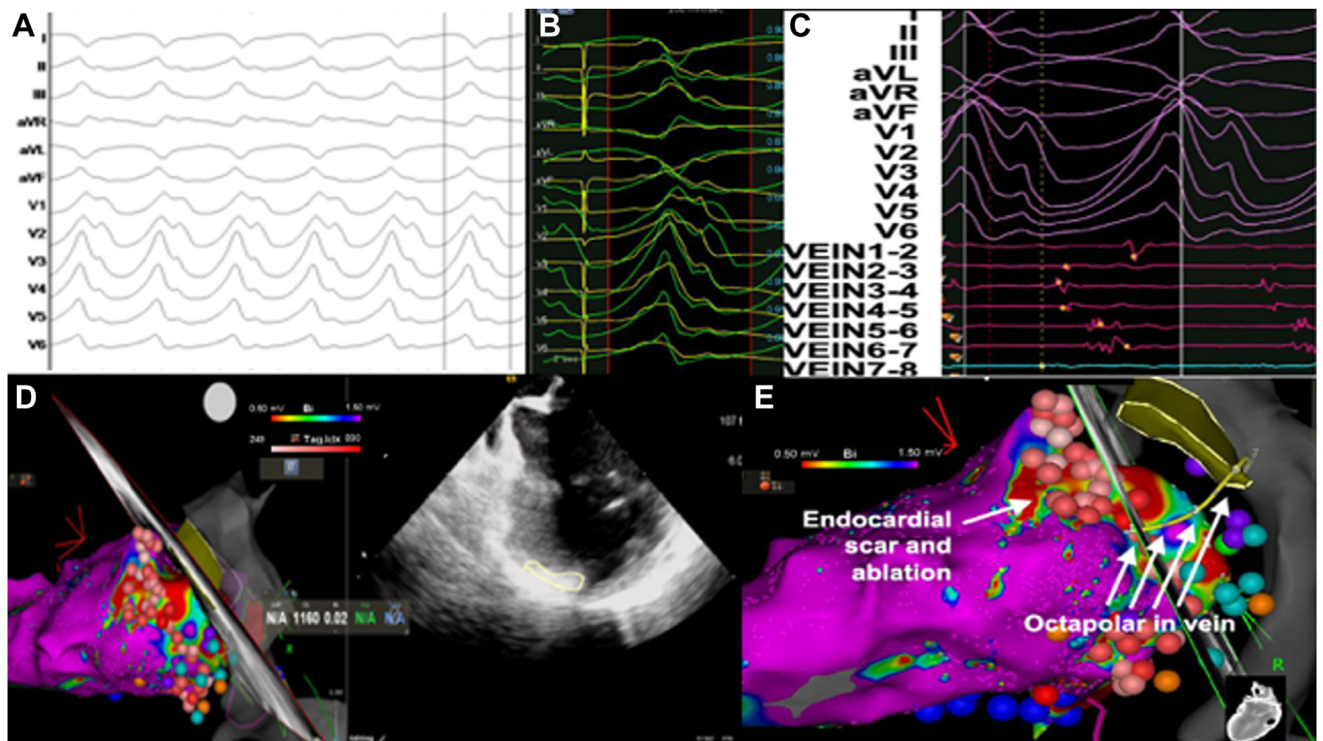 A
I
II
III
aVR
aVL
aVF
V1
V2
V3
V4
V5
V6
B
C
I
II
III
aVL
aVR
aVF
V1
V2
V3
V4
V5
V6
VEIN1-2
VEIN2-3
VEIN3-4
VEIN4-5
VEIN5-6
VEIN6-7
VEIN7-8
D
0.50 mV Bi 1.50 mV
Tag.Idx
N/A 1160 0.02 N/A N/A
E
0.50 mV Bi 1.50 mV
Endocardial
scar and
ablation
Octapolar in vein
R